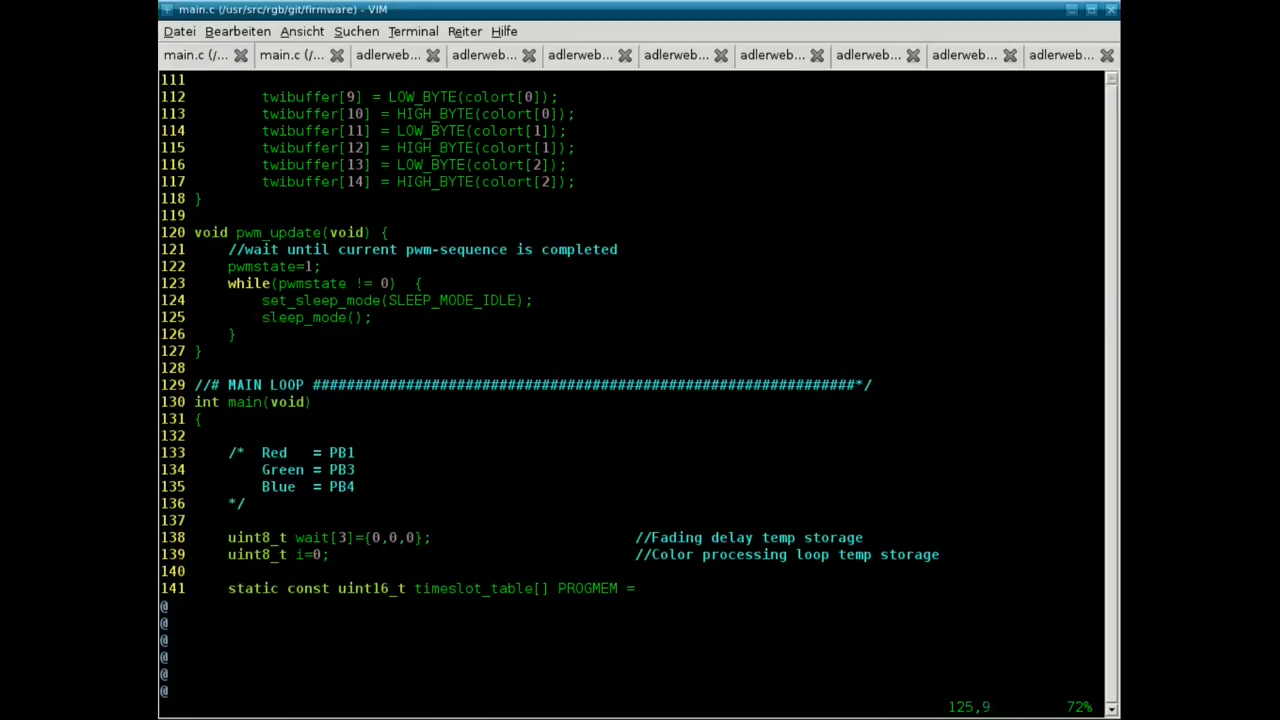 main.c (/usr/src/rgb/git/firmware) - VIM
Datei Bearbeiten Ansicht Suchen Terminal Reiter Hilfe
main.c (/... main.c (/... adlerweb... adlerweb... adlerweb... adlerweb... adlerweb... adlerweb... adlerweb... adlerweb...
111
112         twibuffer[9] = LOW_BYTE(colort[0]);
113         twibuffer[10] = HIGH_BYTE(colort[0]);
114         twibuffer[11] = LOW_BYTE(colort[1]);
115         twibuffer[12] = HIGH_BYTE(colort[1]);
116         twibuffer[13] = LOW_BYTE(colort[2]);
117         twibuffer[14] = HIGH_BYTE(colort[2]);
118 }
119
120 void pwm_update(void) {
121     //wait until current pwm-sequence is completed
122     pwmstate=1;
123     while(pwmstate != 0)  {
124         set_sleep_mode(SLEEP_MODE_IDLE);
125         sleep_mode();
126     }
127 }
128
129 //# MAIN LOOP ################################################################*/
130 int main(void)
131 {
132
133     /*  Red   = PB1
134         Green = PB3
135         Blue  = PB4
136     */
137
138     uint8_t wait[3]={0,0,0};                        //Fading delay temp storage
139     uint8_t i=0;                                    //Color processing loop temp storage
140
141     static const uint16_t timeslot_table[] PROGMEM =
@
@
@
@
@
@
125,9 72%